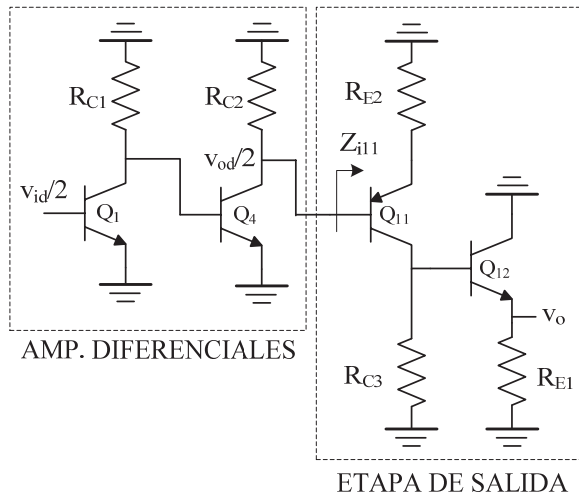 R_C1
R_C2
R_E2
v_id/2
v_od/2
Z_i11
Q_1
Q_4
Q_11
Q_12
v_o
R_C3
R_E1
AMP. DIFERENCIALES
ETAPA DE SALIDA